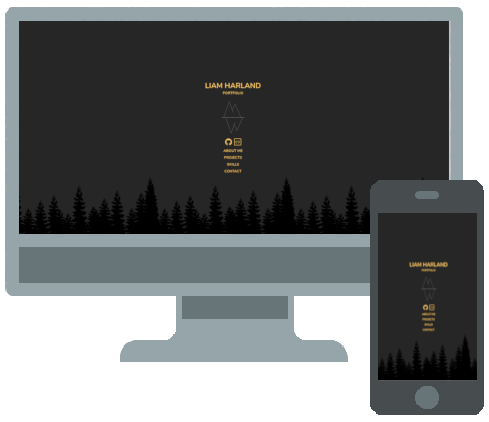 LIAM HARLAND
PORTFOLIO
ABOUT ME
PROJECTS
SKILLS
CONTACT
LIAM HARLAND
PORTFOLIO
ABOUT ME
PROJECTS
SKILLS
CONTACT